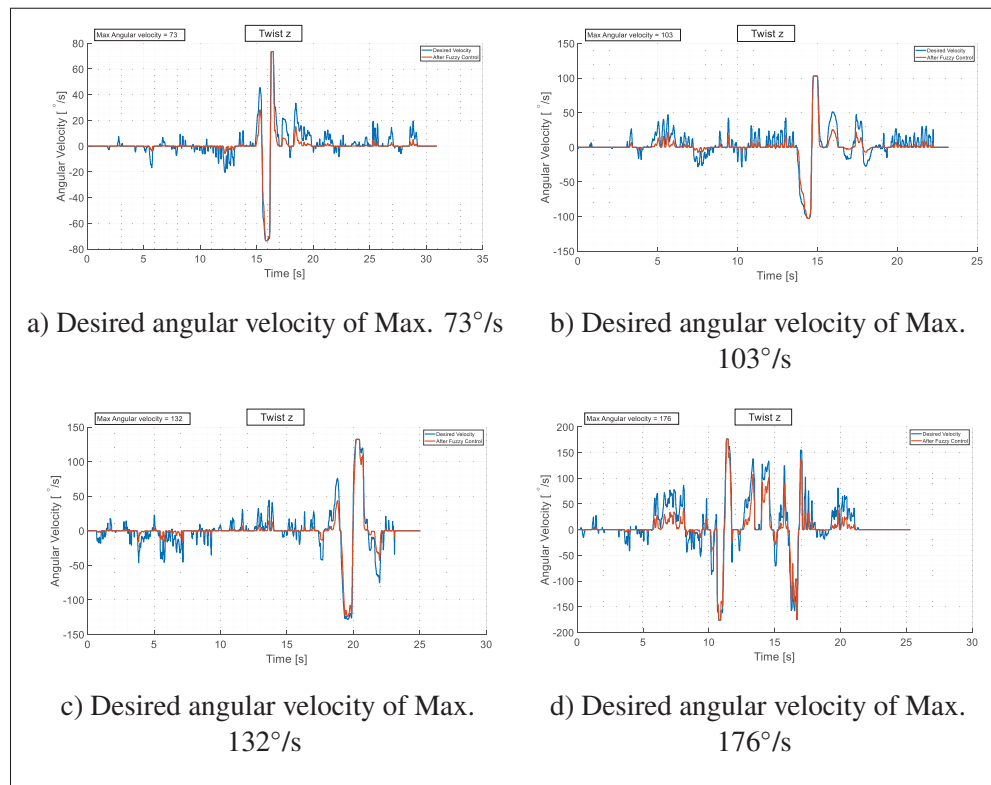 Max Angular velocity = 73
Twist z
Desired Velocity
After Fuzzy Control
80
60
40
20
0
-20
-40
-60
-80
Angular Velocity [ °/s]
0 5 10 15 20 25 30 35
Time [s]
Max Angular velocity = 103
Twist z
Desired Velocity
After Fuzzy Control
150
100
50
0
-50
-100
-150
Angular Velocity [ °/s]
0 5 10 15 20 25
Time [s]
a) Desired angular velocity of Max. 73°/s
b) Desired angular velocity of Max.
103°/s
Max Angular velocity = 132
Twist z
Desired Velocity
After Fuzzy Control
150
100
50
0
-50
-100
-150
Angular Velocity [ °/s]
0 5 10 15 20 25 30
Time [s]
Max Angular velocity = 176
Twist z
Desired Velocity
After Fuzzy Control
200
150
100
50
0
-50
-100
-150
-200
Angular Velocity [ °/s]
0 5 10 15 20 25 30
Time [s]
c) Desired angular velocity of Max.
132°/s
d) Desired angular velocity of Max.
176°/s